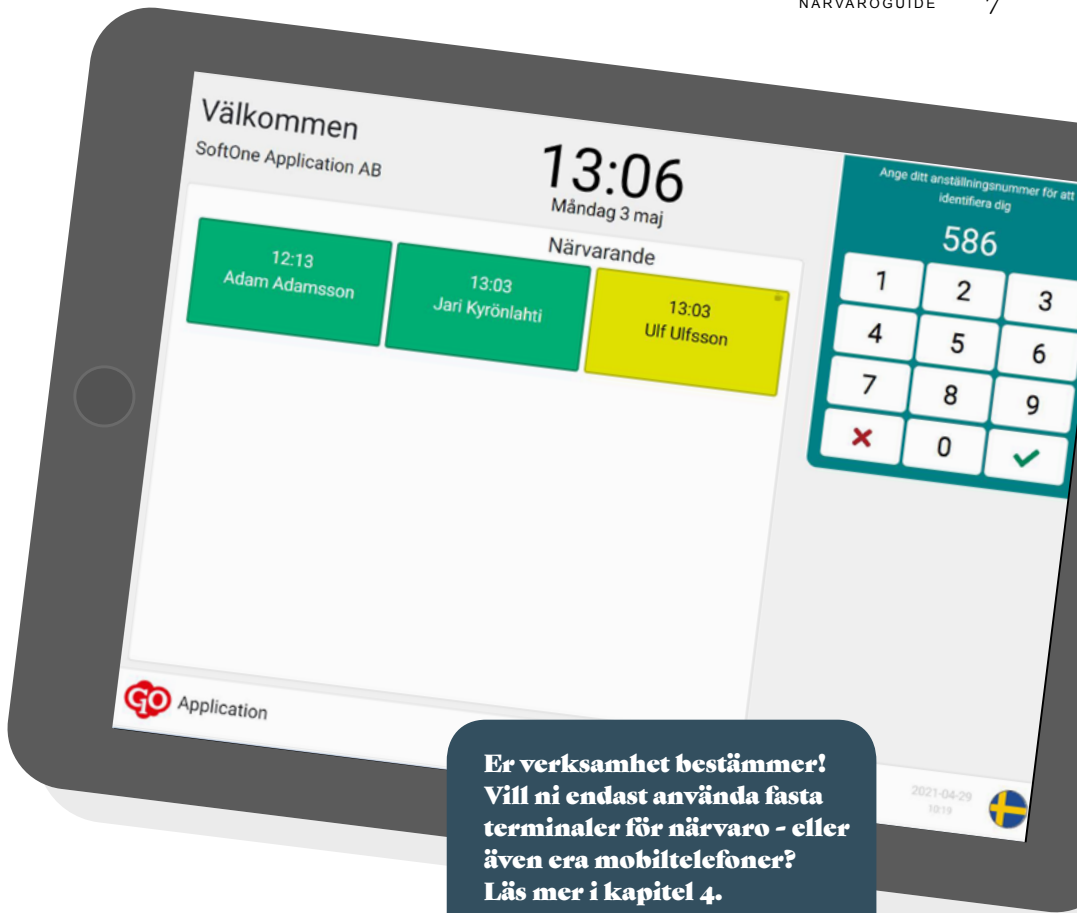 NÄRVAROGUIDE 7
Välkommen
SoftOne Application AB
13:06
Måndag 3 maj
Närvarande
12:13
Adam Adamsson
13:03
Jari Kyrönlahti
13:03
Ulf Ulfsson
Ange ditt anställningsnummer för att
identifiera dig
586
1 2 3
4 5 6
7 8 9
0
GO Application
2021-04-29
10:19
Er verksamhet bestämmer!
Vill ni endast använda fasta
terminaler för närvaro - eller
även era mobiltelefoner?
Läs mer i kapitel 4.